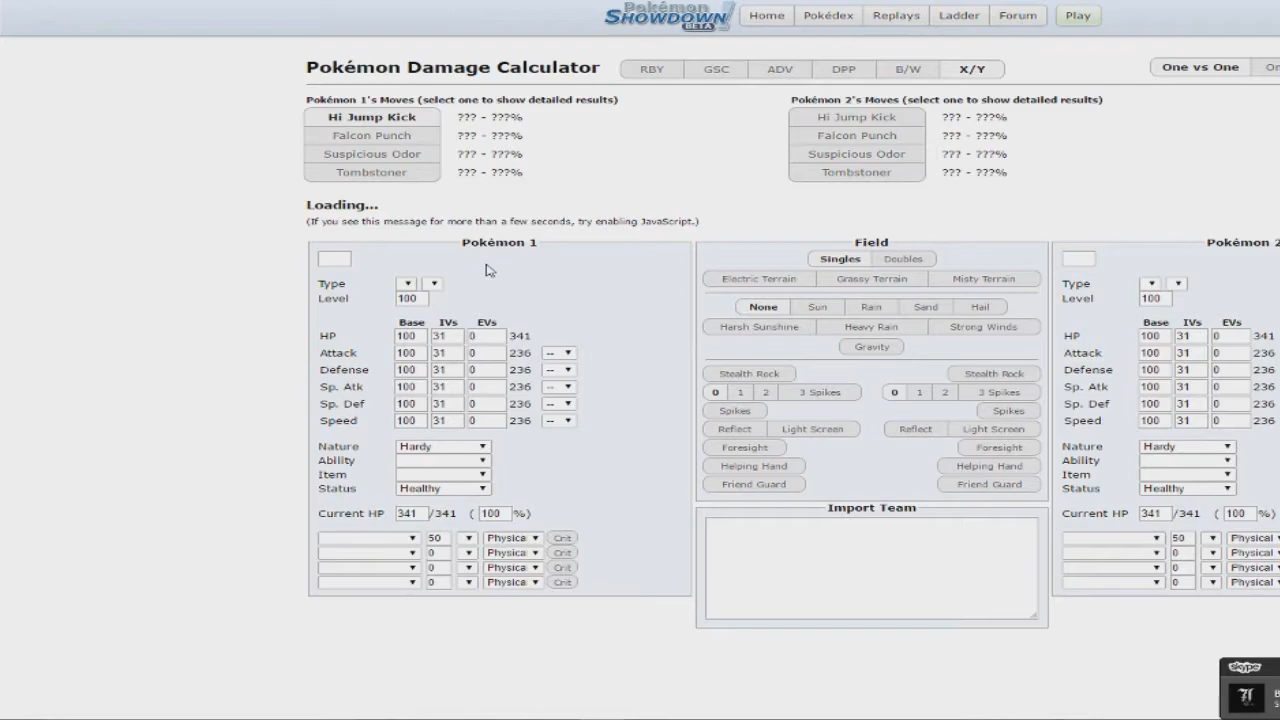 Pokémon
SHOWDOWN!
BETA
Home Pokédex Replays Ladder Forum Play
Pokémon Damage Calculator RBY GSC ADV DPP B/W X/Y One vs One
Pokémon 1's Moves (select one to show detailed results) Pokémon 2's Moves (select one to show detailed results)
Hi Jump Kick ??? - ???% Hi Jump Kick ??? - ???%
Falcon Punch ??? - ???% Falcon Punch ??? - ???%
Suspicious Odor ??? - ???% Suspicious Odor ??? - ???%
Tombstoner ??? - ???% Tombstoner ??? - ???%
Loading...
(If you see this message for more than a few seconds, try enabling JavaScript.)
Pokémon 1
Type
Level 100
Base IVs EVs
HP 100 31 0 341
Attack 100 31 0 236 --
Defense 100 31 0 236 --
Sp. Atk 100 31 0 236 --
Sp. Def 100 31 0 236 --
Speed 100 31 0 236 --
Nature Hardy
Ability
Item
Status Healthy
Current HP 341 /341 ( 100 %)
50 Physica Crit
0 Physica Crit
0 Physica Crit
0 Physica Crit
Field
Singles Doubles
Electric Terrain Grassy Terrain Misty Terrain
None Sun Rain Sand Hail
Harsh Sunshine Heavy Rain Strong Winds
Gravity
Stealth Rock Stealth Rock
0 1 2 3 Spikes 0 1 2 3 Spikes
Spikes Spikes
Reflect Light Screen Reflect Light Screen
Foresight Foresight
Helping Hand Helping Hand
Friend Guard Friend Guard
Import Team
Pokémon 2
Type
Level 100
Base IVs EVs
HP 100 31 0 341
Attack 100 31 0 236
Defense 100 31 0 236
Sp. Atk 100 31 0 236
Sp. Def 100 31 0 236
Speed 100 31 0 236
Nature Hardy
Ability
Item
Status Healthy
Current HP 341 /341 ( 100 %)
50 Physical
0 Physical
0 Physical
0 Physical
skype